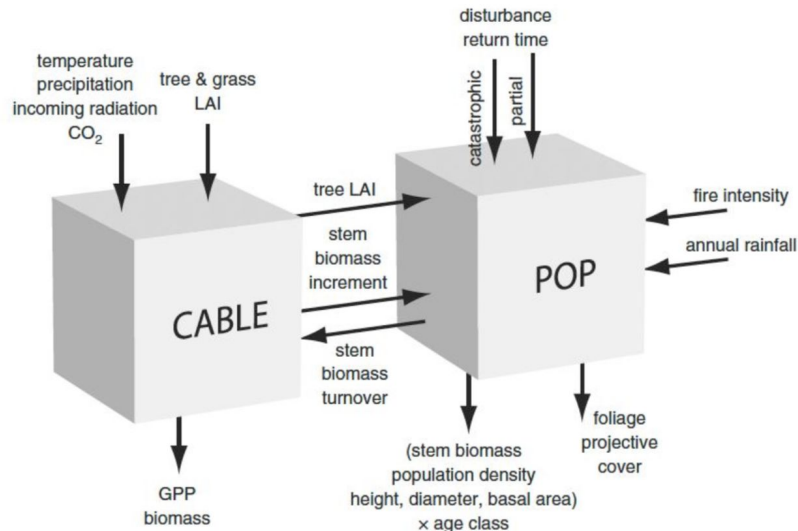 temperature
precipitation
incoming radiation
CO₂
tree & grass
LAI
disturbance
return time
catastrophic
partial
tree LAI
stem
biomass
increment
fire intensity
annual rainfall
CABLE
POP
stem
biomass
turnover
GPP
biomass
(stem biomass
population density
height, diameter, basal area)
× age class
foliage
projective
cover